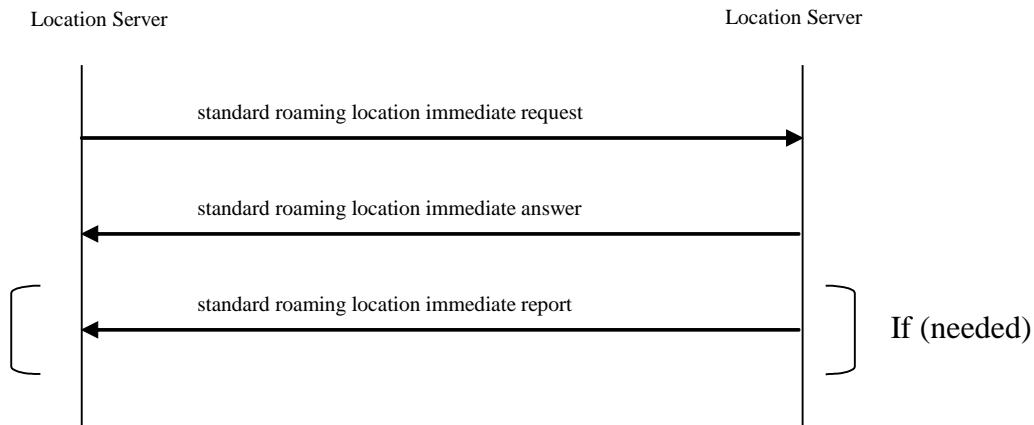 Location Server
Location Server
standard roaming location immediate request
standard roaming location immediate answer
standard roaming location immediate report
If (needed)